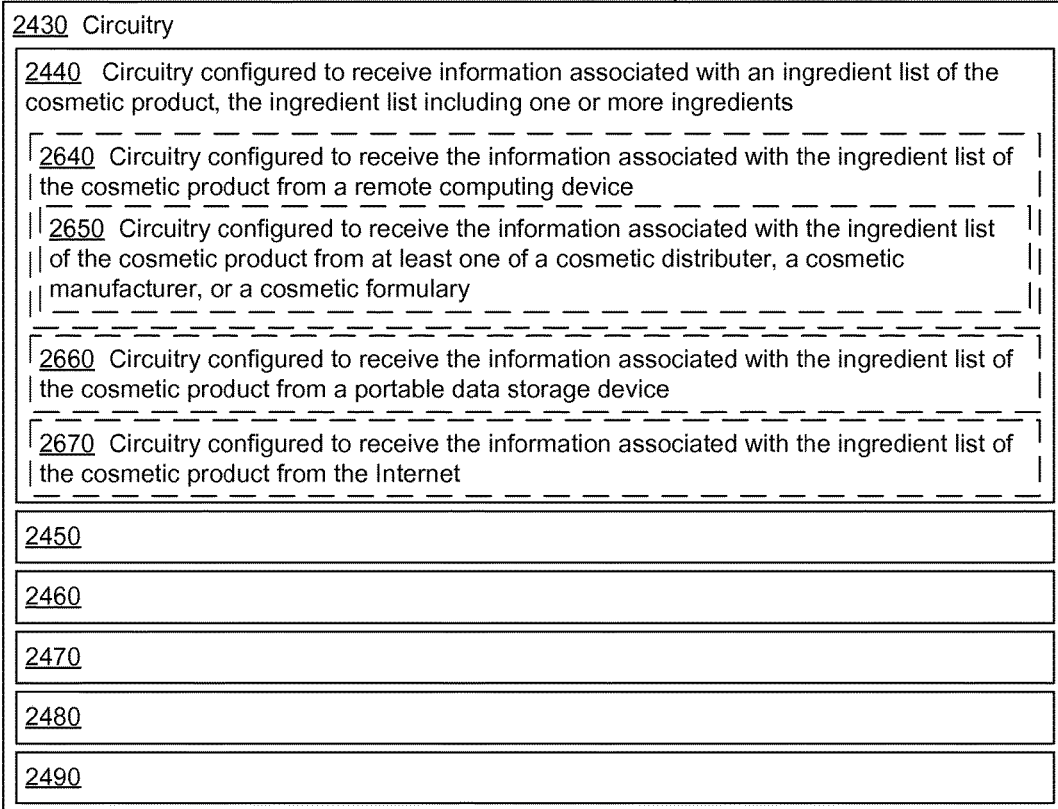 2430 Circuitry
2440 Circuitry configured to receive information associated with an ingredient list of the
cosmetic product, the ingredient list including one or more ingredients
2640 Circuitry configured to receive the information associated with the ingredient list of
the cosmetic product from a remote computing device
2650 Circuitry configured to receive the information associated with the ingredient list
of the cosmetic product from at least one of a cosmetic distributer, a cosmetic
manufacturer, or a cosmetic formulary
2660 Circuitry configured to receive the information associated with the ingredient list of
the cosmetic product from a portable data storage device
2670 Circuitry configured to receive the information associated with the ingredient list of
the cosmetic product from the Internet
2450
2460
2470
2480
2490